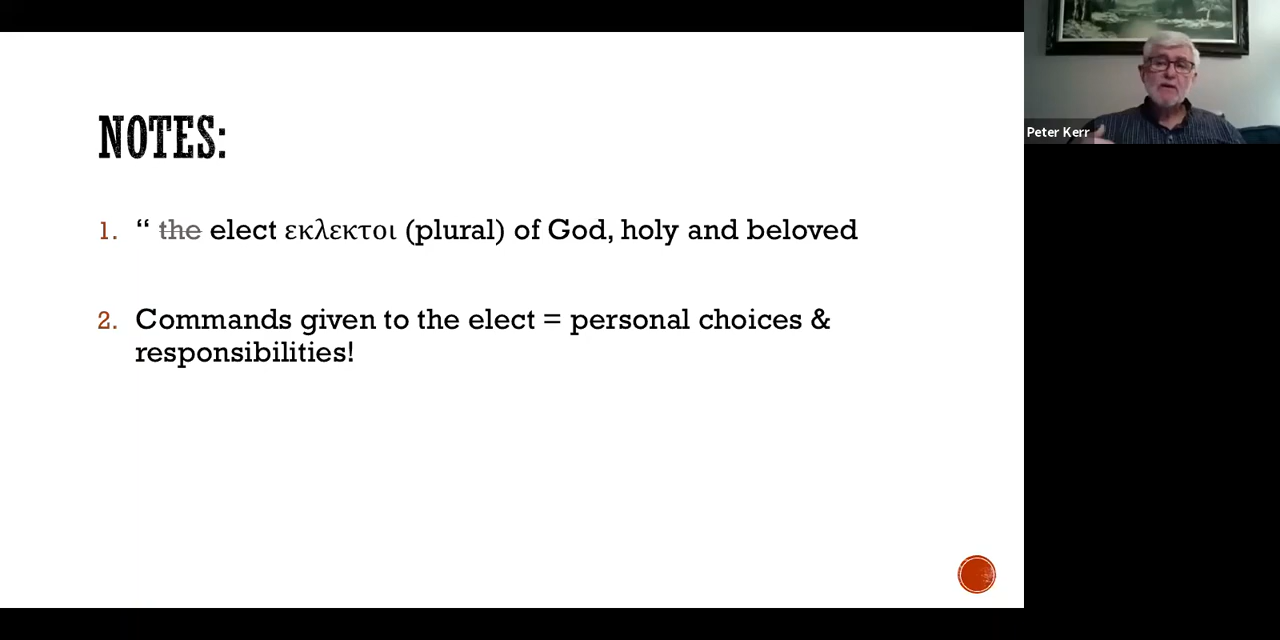 NOTES:
1. “ the elect εκλεκτοι (plural) of God, holy and beloved
2. Commands given to the elect = personal choices &
responsibilities!
Peter Kerr